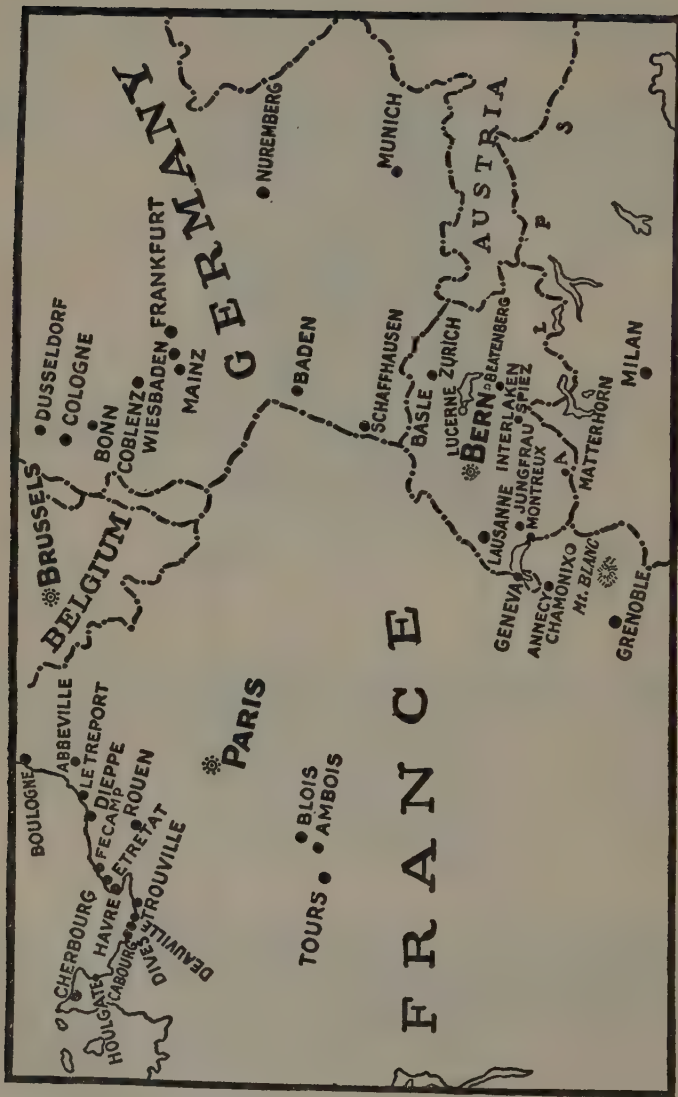 CHERBOURG
HOULGATE
HAVRE
CABOURG
DIVES
DEAUVILLE
TROUVILLE
ETRETAT
FECAMP
ROUEN
DIEPPE
LE TREPORT
ABBEVILLE
BOULOGNE
BRUSSELS
BELGIUM
DUSSELDORF
COLOGNE
BONN
COBLENZ
WIESBADEN
FRANKFURT
MAINZ
GERMANY
NUREMBERG
MUNICH
BADEN
PARIS
BLOIS
AMBOIS
TOURS
FRANCE
SCHAFFHAUSEN
BASLE
ZURICH
LUCERNE
BERN
BEATENBERG
INTERLAKEN
SPIEZ
JUNGFRAU
LAUSANNE
MONTREUX
GENEVA
ANNECY
CHAMONIX
Mt. BLANC
GRENOBLE
MATTERHORN
MILAN
AUSTRIA
A L P S